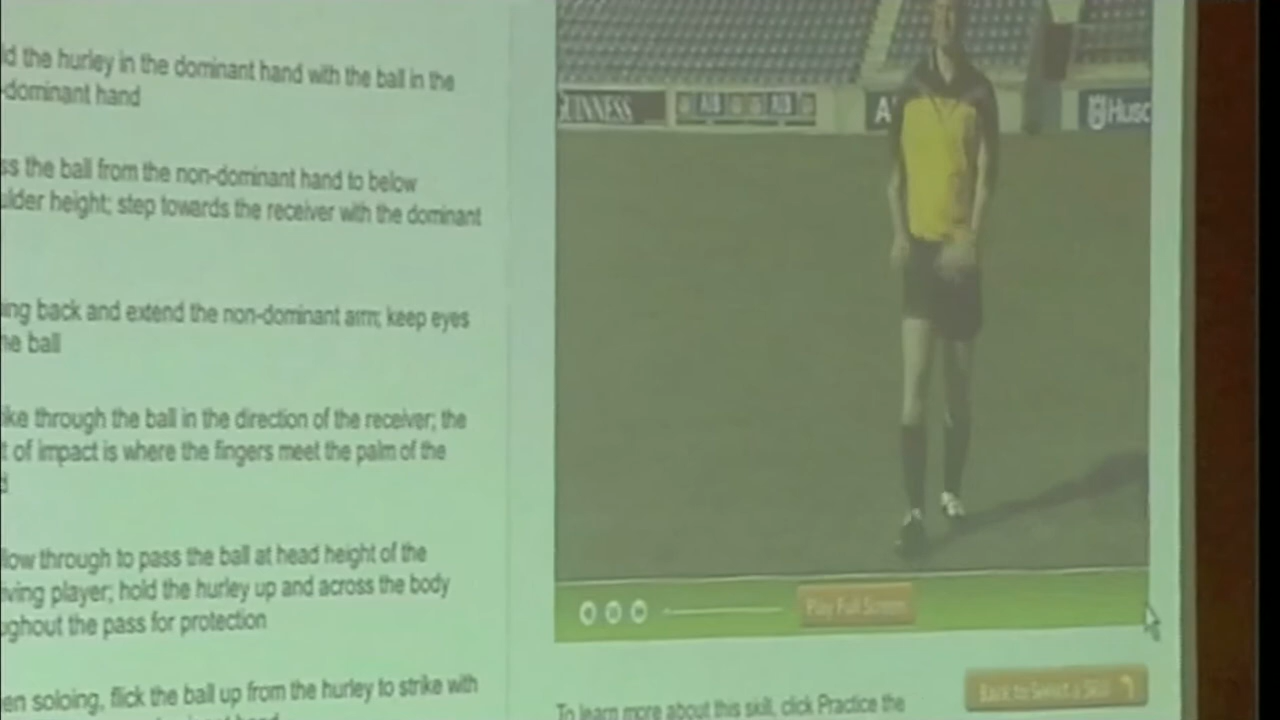 d the hurley in the dominant hand with the ball in the
-dominant hand
ss the ball from the non-dominant hand to below
ulder height; step towards the receiver with the dominant
ing back and extend the non-dominant arm; keep eyes
he ball
ike through the ball in the direction of the receiver; the
t of impact is where the fingers meet the palm of the
d
low through to pass the ball at head height of the
iving player; hold the hurley up and across the body
ughout the pass for protection
en soloing, flick the ball up from the hurley to strike with
GUINNESS
AIB AIB
A
Husc
Play Full Screen
Back to Select a Skill
To learn more about this skill, click Practice the